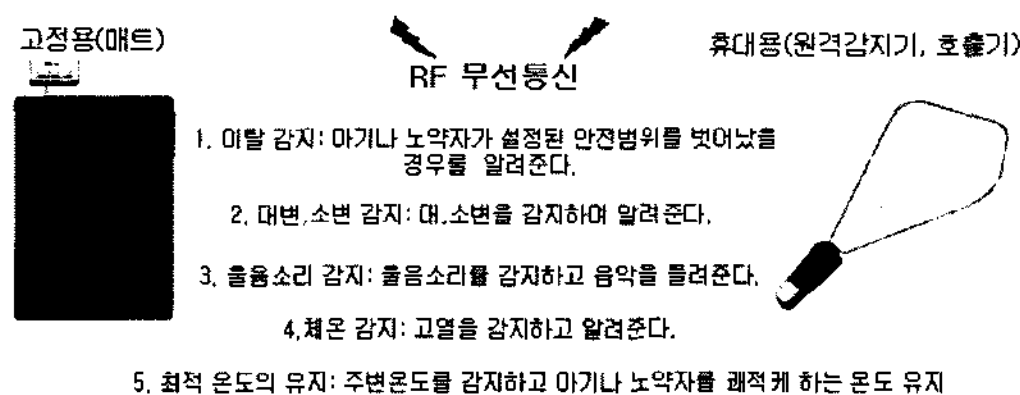 고정용(매트)
휴대용(원격감지기, 호출기)
RF 무선통신
1. 이탈 감지: 아기나 노약자가 설정된 안전범위를 벗어났을
경우를 알려준다.
2. 대변,소변 감지: 대,소변을 감지하며 알려준다.
3. 울음소리 감지: 울음소리를 감지하고 음악을 들려준다.
4,체온 감지: 고열을 감지하고 알려준다.
5. 최적 온도의 유지: 주변온도를 감지하고 아기나 노약자를 쾌적케 하는 온도 유지